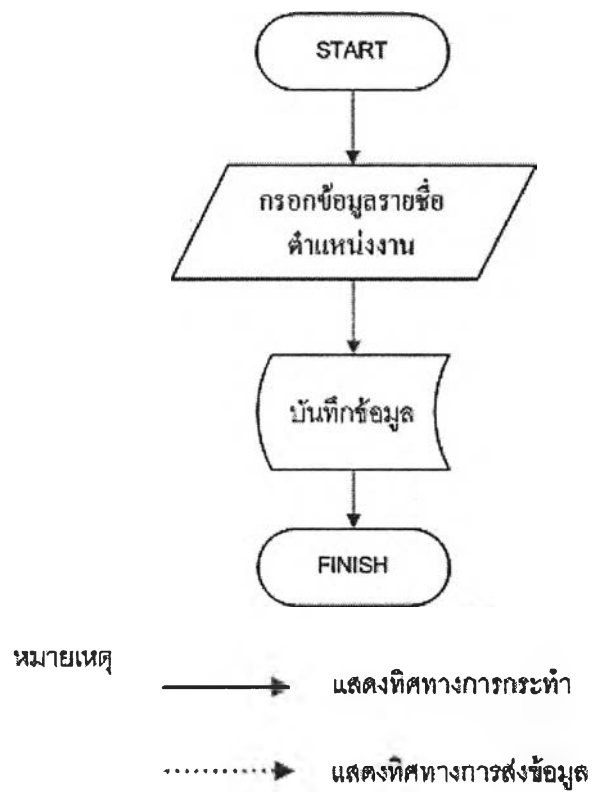 START
กรอกข้อมูลรายชื่อ
ตำแหน่งงาน
บันทึกข้อมูล
FINISH
หมายเหตุ
แสดงทิศทางการกระทำ
แสดงทิศทางการส่งข้อมูล